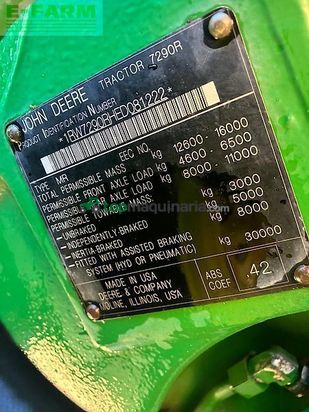 E-FARM
JOHN DEERE TRACTOR 7290R
PRODUCT IDENTIFICATION NUMBER
*1RW7290RHED081222*
EEC NO.
TYPE MR
TOTAL PERMISSIBLE MASS kg 12600-16000
PERMISSIBLE FRONT AXLE LOAD kg 4600 6500
PERMISSIBLE REAR AXLE LOAD kg 8000-11000
PERMISSIBLE TOWABLE MASS:
-UNBRAKED kg 3000
-INDEPENDENTLY BRAKED kg 5000
-INERTIA-BRAKED kg 8000
-FITTED WITH ASSISTED BRAKING
SYSTEM (HYD OR PNEUMATIC) kg 30000
MADE IN USA
DEERE & COMPANY
MOLINE, ILLINOIS, USA
ABS
COEF .42